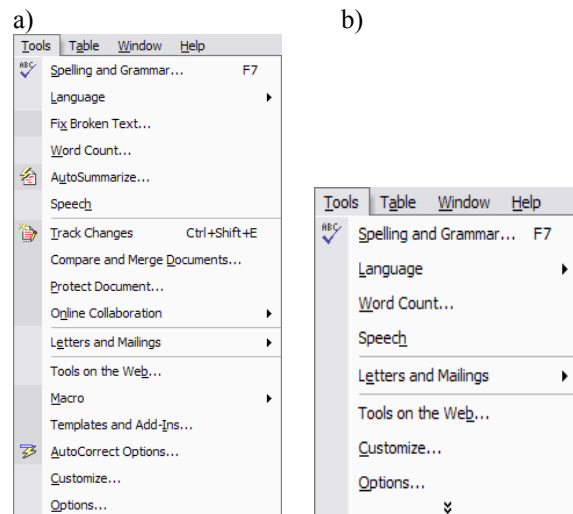 a)
Tools Table Window Help
ABC Spelling and Grammar... F7
Language
Fix Broken Text...
Word Count...
AutoSummarize...
Speech
Track Changes Ctrl+Shift+E
Compare and Merge Documents...
Protect Document...
Online Collaboration
Letters and Mailings
Tools on the Web...
Macro
Templates and Add-Ins...
AutoCorrect Options...
Customize...
Options...
b)
Tools Table Window Help
ABC Spelling and Grammar... F7
Language
Word Count...
Speech
Letters and Mailings
Tools on the Web...
Customize...
Options...